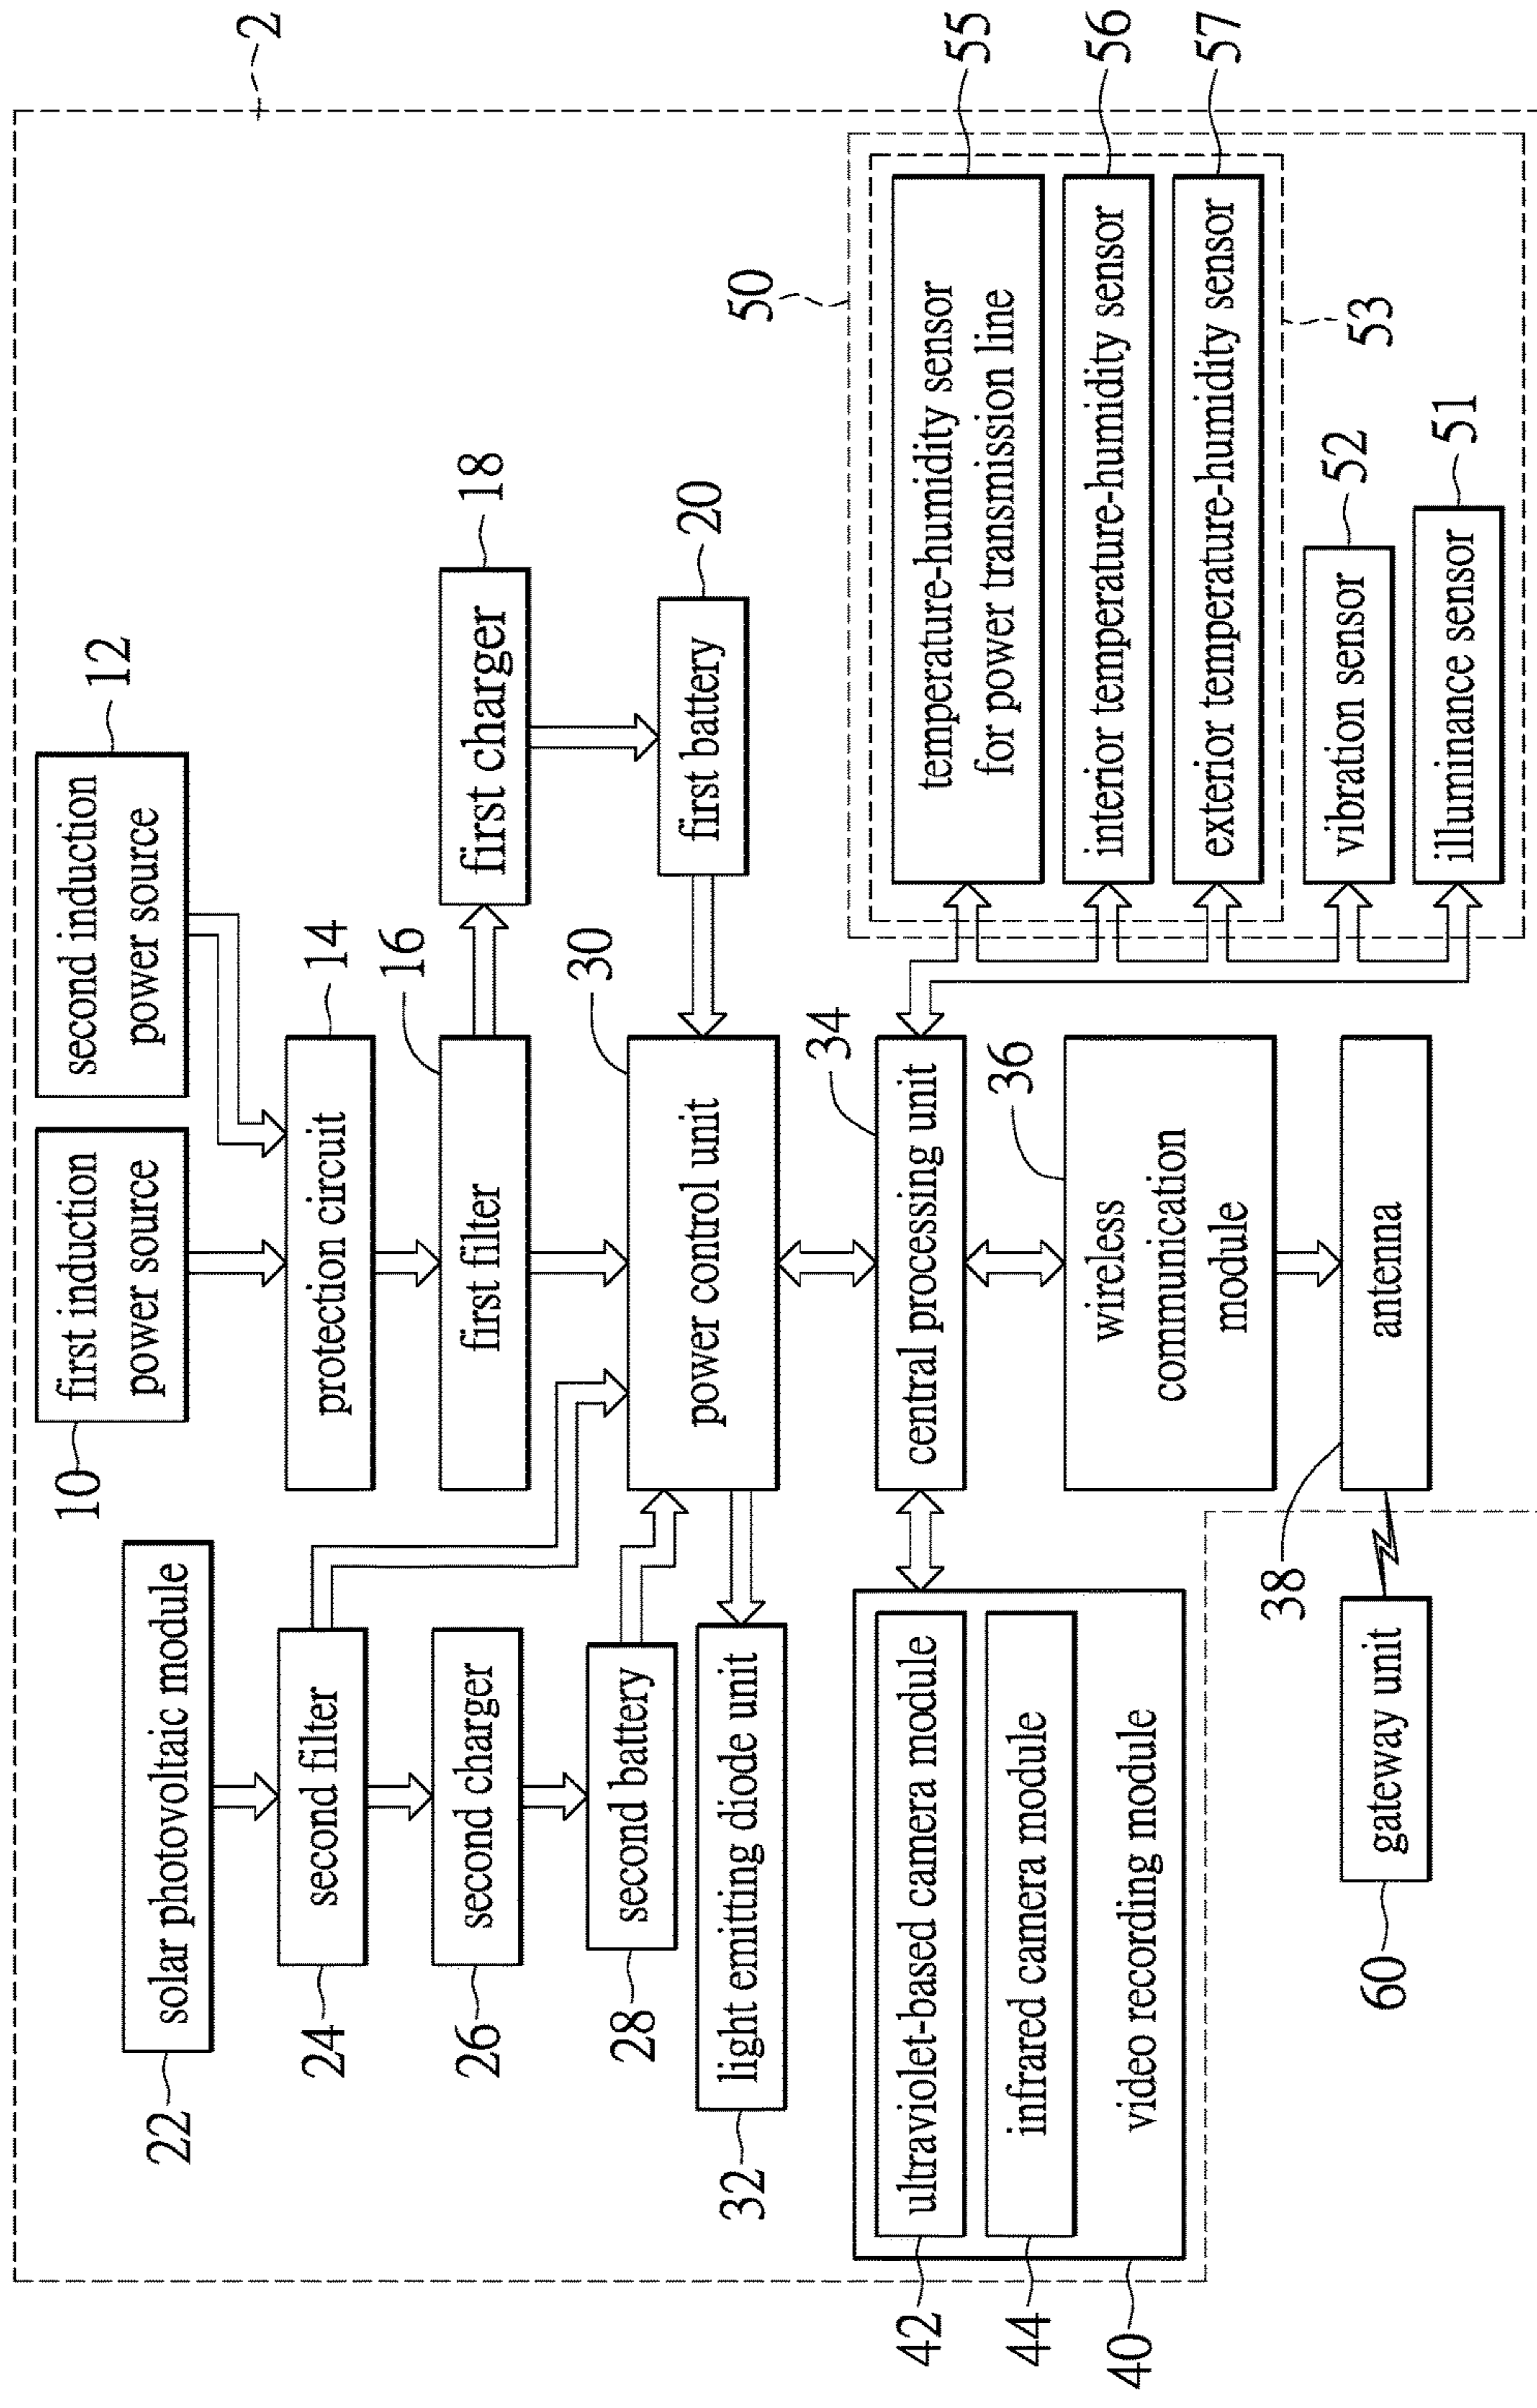 2
first induction
power source
10
second induction
power source
12
solar photovoltaic module
22
protection circuit
14
second filter
24
first filter
16
first charger
18
second charger
26
second battery
28
power control unit
30
first battery
20
light emitting diode unit
32
50
ultraviolet-based camera module
42
infrared camera module
44
video recording module
40
central processing unit
34
temperature-humidity sensor
for power transmission line
55
interior temperature-humidity sensor
56
exterior temperature-humidity sensor
57
53
wireless
communication
module
36
vibration sensor
52
illuminance sensor
51
antenna
38
gateway unit
60